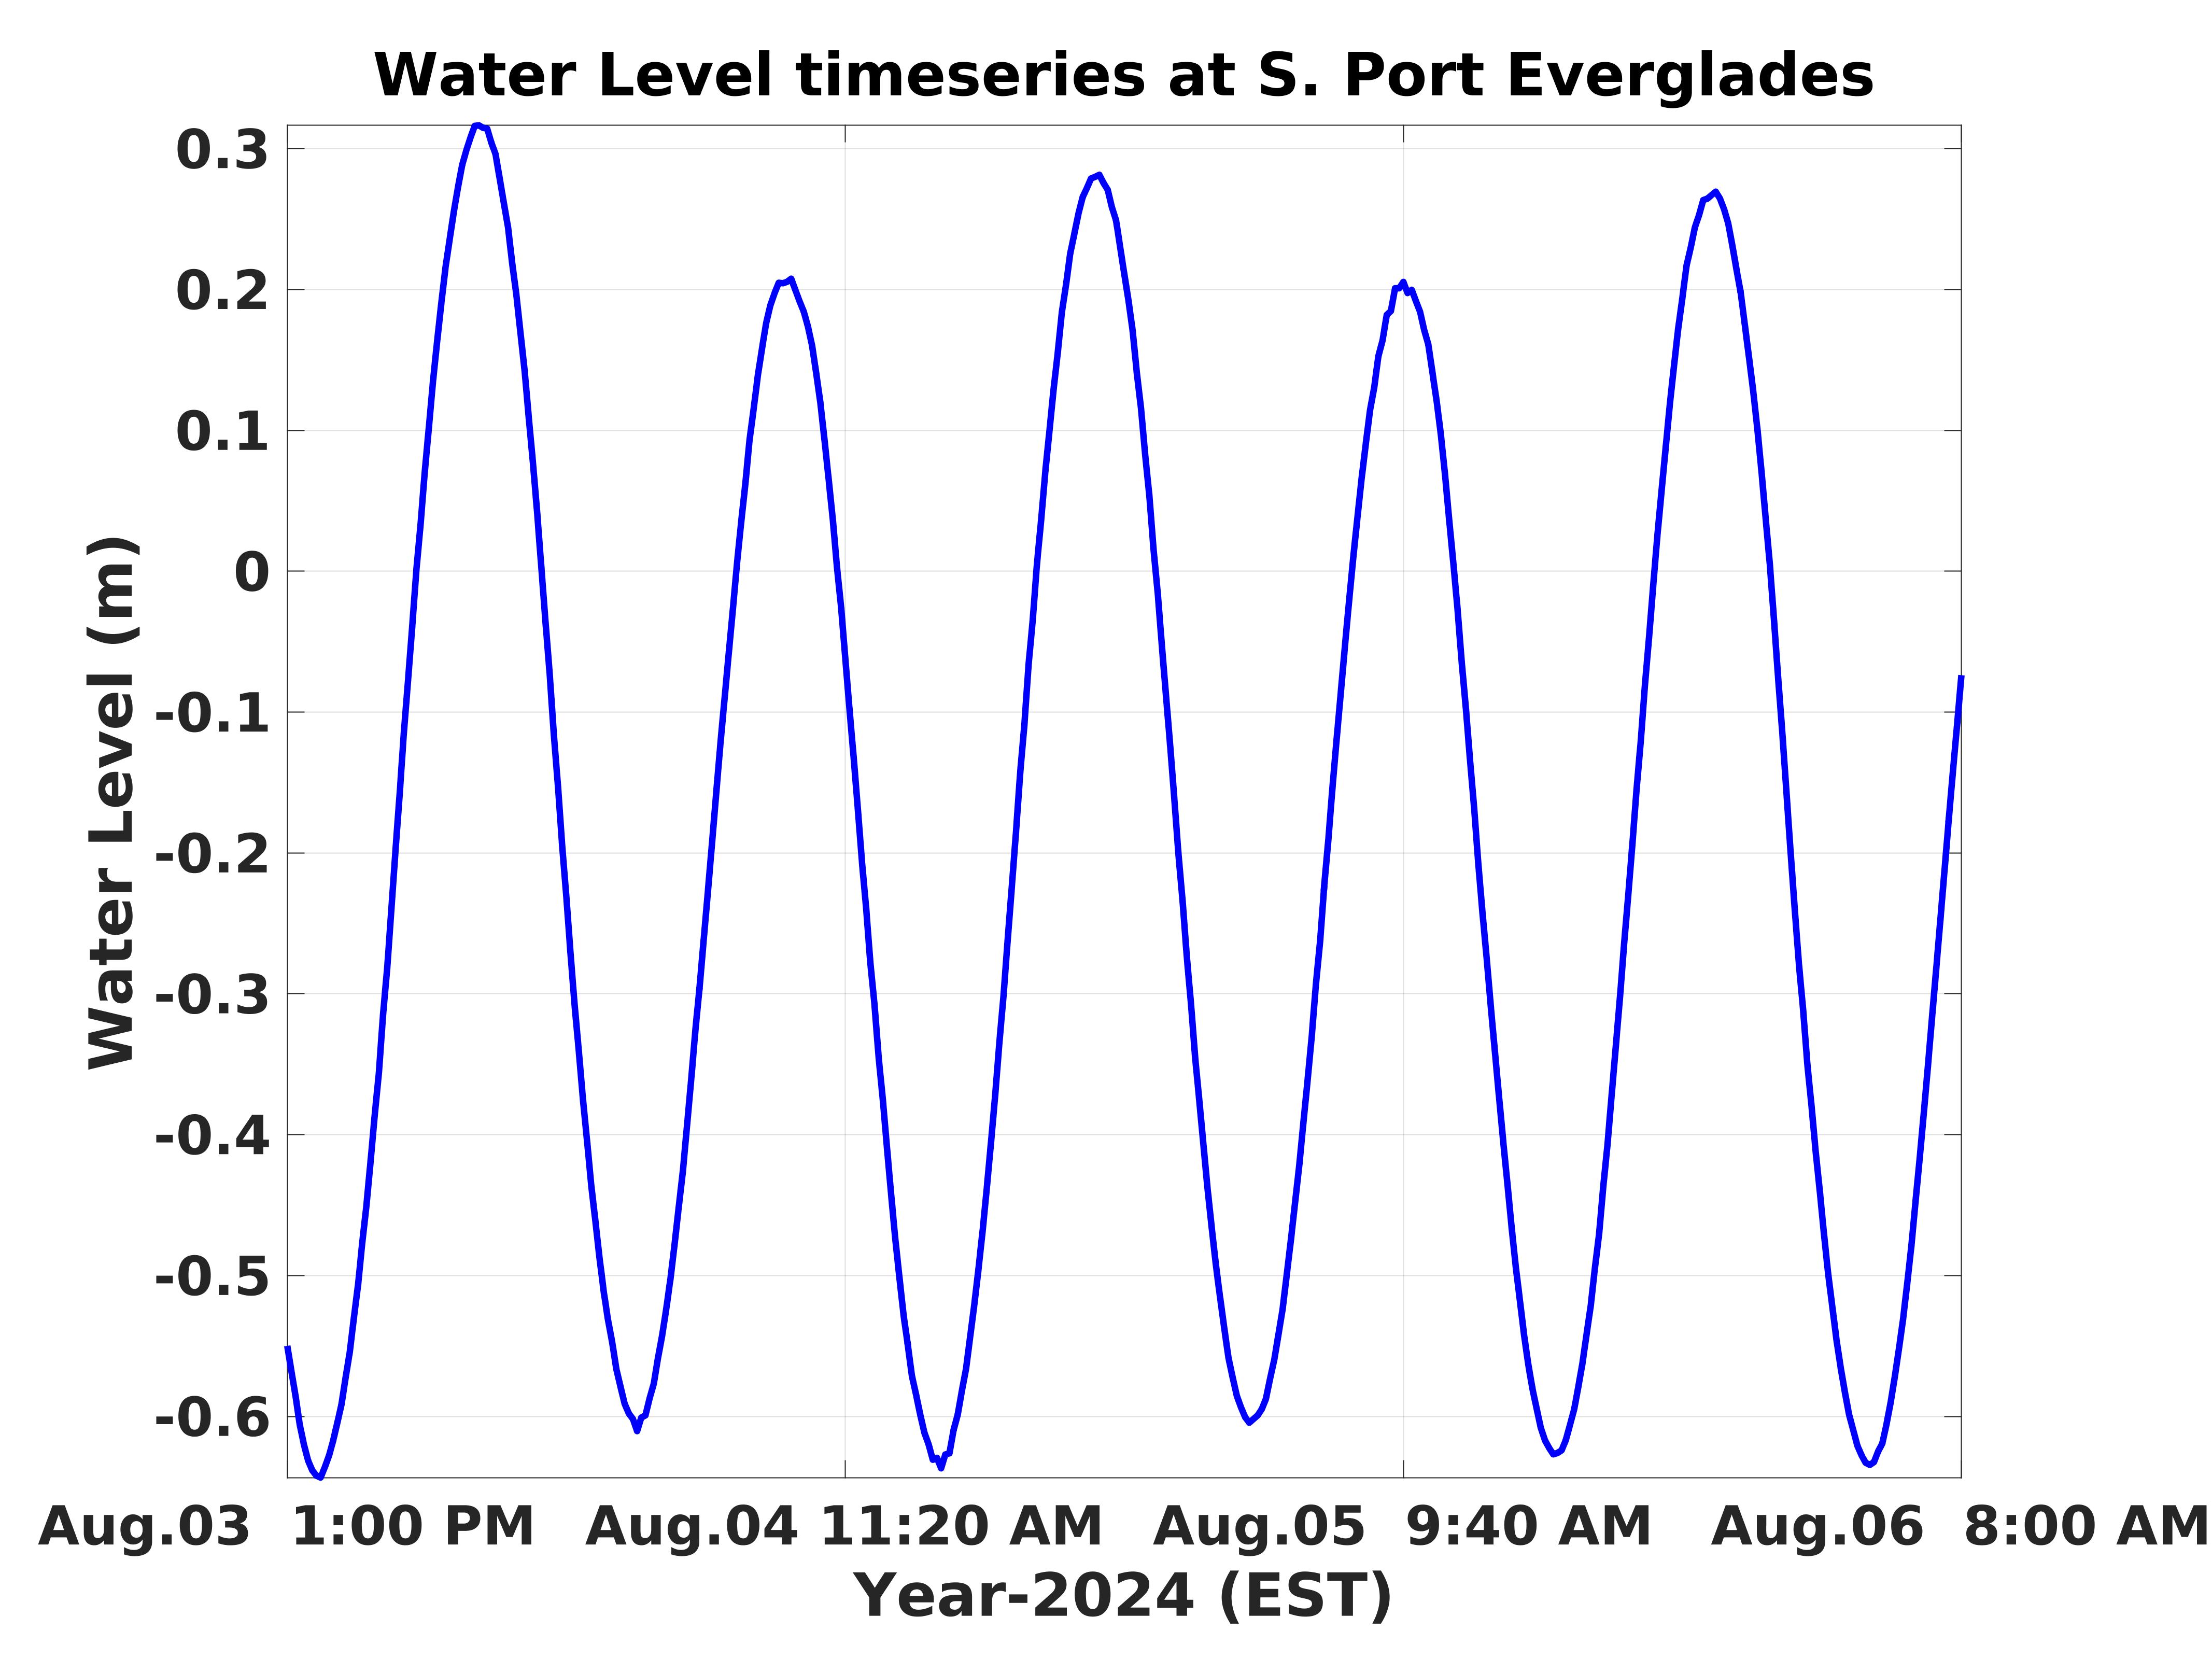 Water Level timeseries at S. Port Everglades
0.3
0.2
0.1
0
-0.1
-0.2
-0.3
-0.4
-0.5
-0.6
Water Level (m)
Aug.03  1:00 PM
Aug.04 11:20 AM
Aug.05  9:40 AM
Aug.06  8:00 AM
Year-2024 (EST)